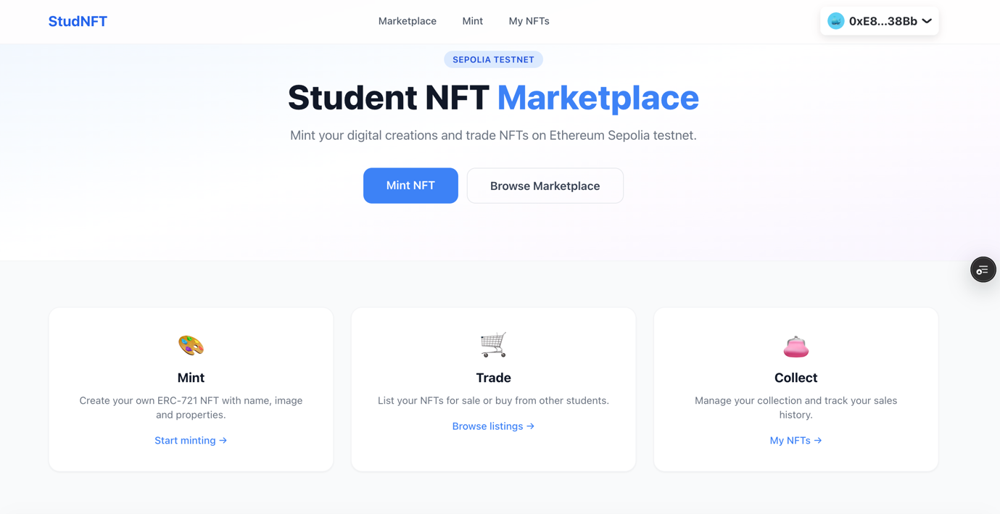 StudNFT
Marketplace
Mint
My NFTs
0xE8...38Bb
SEPOLIA TESTNET
Student NFT Marketplace
Mint your digital creations and trade NFTs on Ethereum Sepolia testnet.
Mint NFT
Browse Marketplace
Mint
Create your own ERC-721 NFT with name, image
and properties.
Start minting →
Trade
List your NFTs for sale or buy from other students.
Browse listings →
Collect
Manage your collection and track your sales
history.
My NFTs →